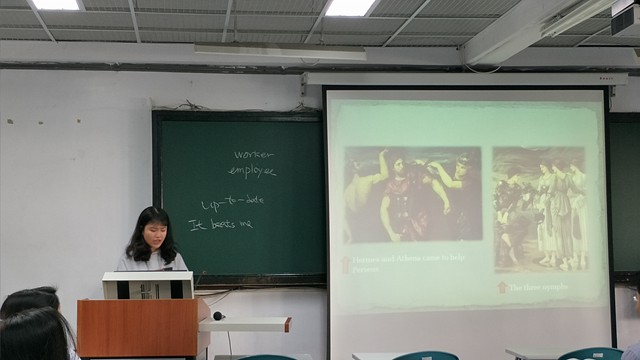 worker
employee
up-to-date
It beats me
Hermes and Athena came to help
Perseus
The three nymphs